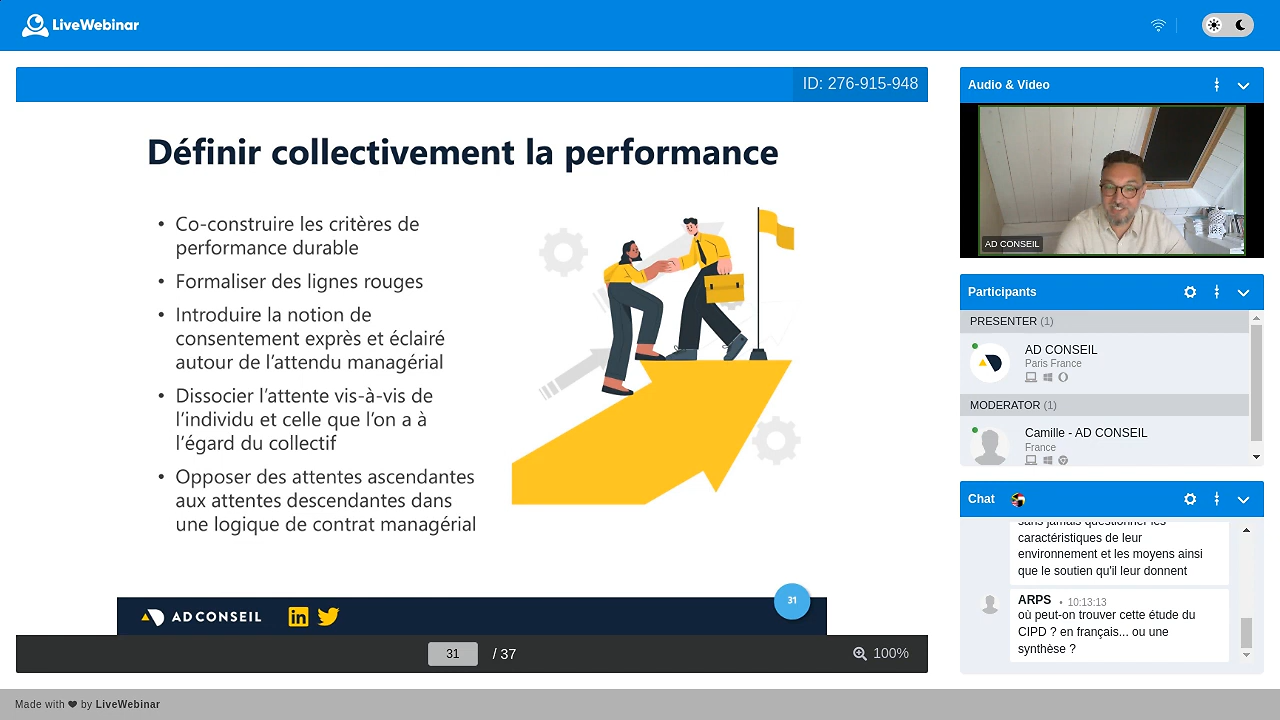 LiveWebinar
ID: 276-915-948
Définir collectivement la performance
• Co-construire les critères de
performance durable
• Formaliser des lignes rouges
• Introduire la notion de
consentement exprès et éclairé
autour de l’attendu managérial
• Dissocier l’attente vis-à-vis de
l’individu et celle que l’on a à
l’égard du collectif
• Opposer des attentes ascendantes
aux attentes descendantes dans
une logique de contrat managérial
AD CONSEIL
31
31 / 37
100%
Audio & Video
AD CONSEIL
Participants
PRESENTER (1)
AD CONSEIL
Paris France
MODERATOR (1)
Camille - AD CONSEIL
France
Chat
sans jamais questionner les
caractéristiques de leur
environnement et les moyens ainsi
que le soutien qu'il leur donnent
ARPS • 10:13:13
où peut-on trouver cette étude du
CIPD ? en français... ou une
synthèse ?
Made with ❤ by LiveWebinar